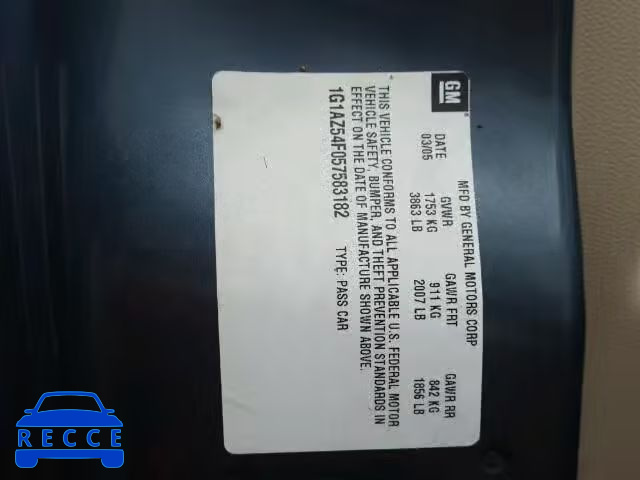 GM
MFD BY GENERAL MOTORS CORP
DATE GVWR GAWR FRT GAWR RR
03/05 1753 KG 911 KG 842 KG
3863 LB 2007 LB 1856 LB
THIS VEHICLE CONFORMS TO ALL APPLICABLE U.S. FEDERAL MOTOR
VEHICLE SAFETY, BUMPER, AND THEFT PREVENTION STANDARDS IN
EFFECT ON THE DATE OF MANUFACTURE SHOWN ABOVE.
1G1AZ54F057583182 TYPE: PASS CAR
RECCE